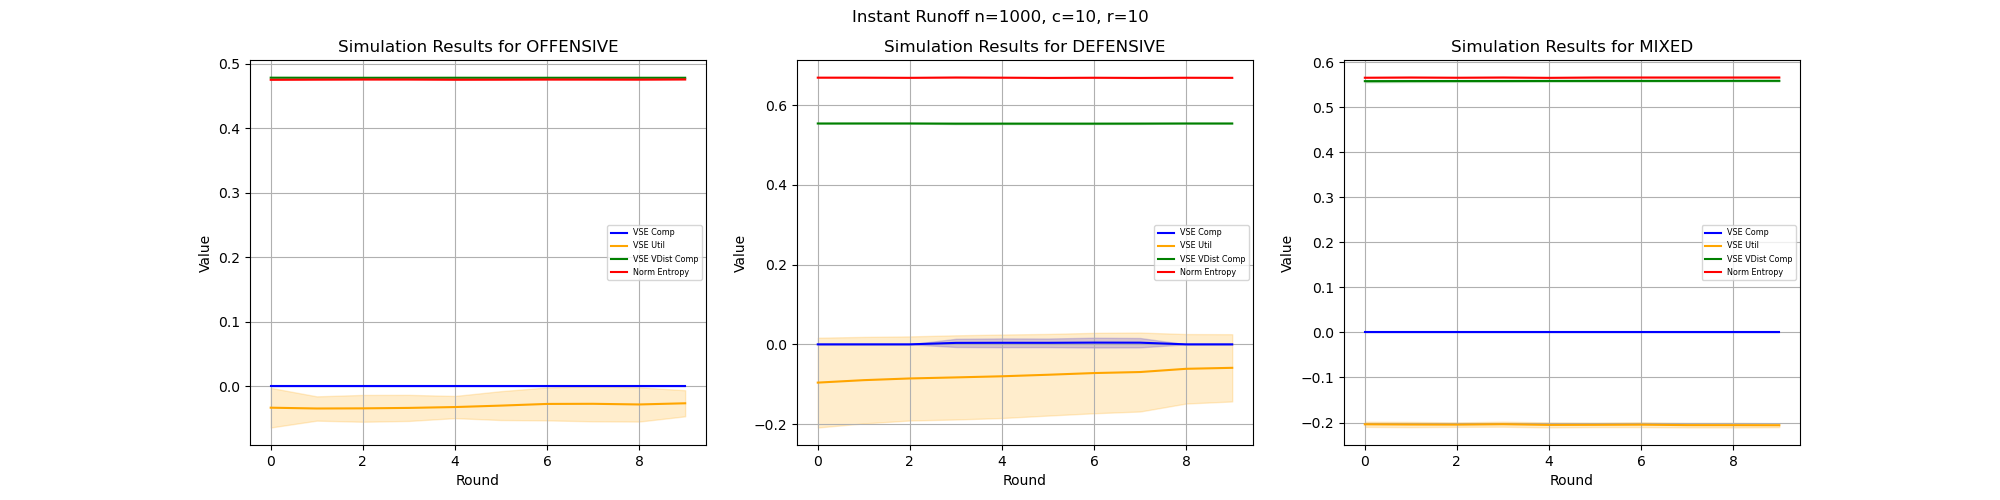 Instant Runoff n=1000, c=10, r=10
Simulation Results for OFFENSIVE
0.5
0.4
0.3
0.2
0.1
0.0
Value
0
2
4
6
8
Round
VSE Comp
VSE Util
VSE VDist Comp
Norm Entropy
Simulation Results for DEFENSIVE
0.6
0.4
0.2
0.0
−0.2
Value
0
2
4
6
8
Round
VSE Comp
VSE Util
VSE VDist Comp
Norm Entropy
Simulation Results for MIXED
0.6
0.5
0.4
0.3
0.2
0.1
0.0
−0.1
−0.2
Value
0
2
4
6
8
Round
VSE Comp
VSE Util
VSE VDist Comp
Norm Entropy